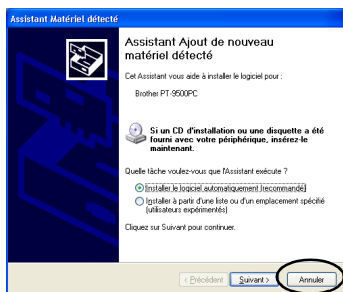 Assistant Matériel détecté
Assistant Ajout de nouveau
matériel détecté
Cet Assistant vous aide à installer le logiciel pour :
Brother PT-9500PC
Si un CD d'installation ou une disquette a été
fourni avec votre périphérique, insérez-le
maintenant.
Quelle tâche voulez-vous que l'Assistant exécute ?
Installer le logiciel automatiquement (recommandé)
Installer à partir d'une liste ou d'un emplacement spécifié
(utilisateurs expérimentés)
Cliquez sur Suivant pour continuer.
< Précédent Suivant > Annuler